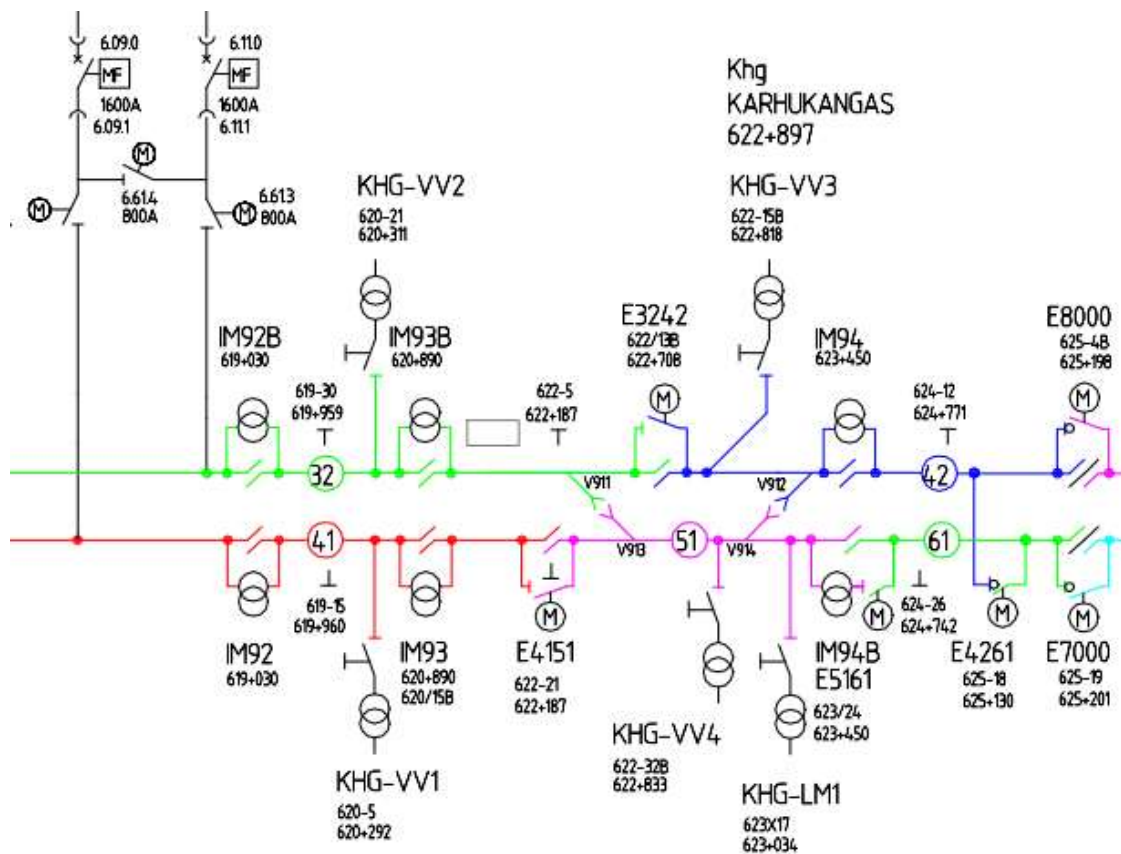 6.09.0
MF
1600A
6.09.1
6.11.0
MF
1600A
6.11.1
M
M
6.61.4
800A
M
6.61.3
800A
Khg
KARHUKANGAS
622+897
KHG-VV2
620-21
620+311
KHG-VV3
622-15B
622+818
IM92B
619+030
IM93B
620+890
E3242
622/13B
622+708
M
IM94
623+450
E8000
625-4B
625+198
M
619-30
619+959
622-5
622+187
624-12
624+771
32
V911
V912
42
41
V913
51
V914
61
619-15
619+960
M
M
624-26
624+742
M
M
IM92
619+030
IM93
620+890
620/15B
E4151
622-21
622+187
IM94B
E5161
623/24
623+450
E4261
625-18
625+130
E7000
625-19
625+201
KHG-VV4
622-32B
622+833
KHG-VV1
620-5
620+292
KHG-LM1
623X17
623+034